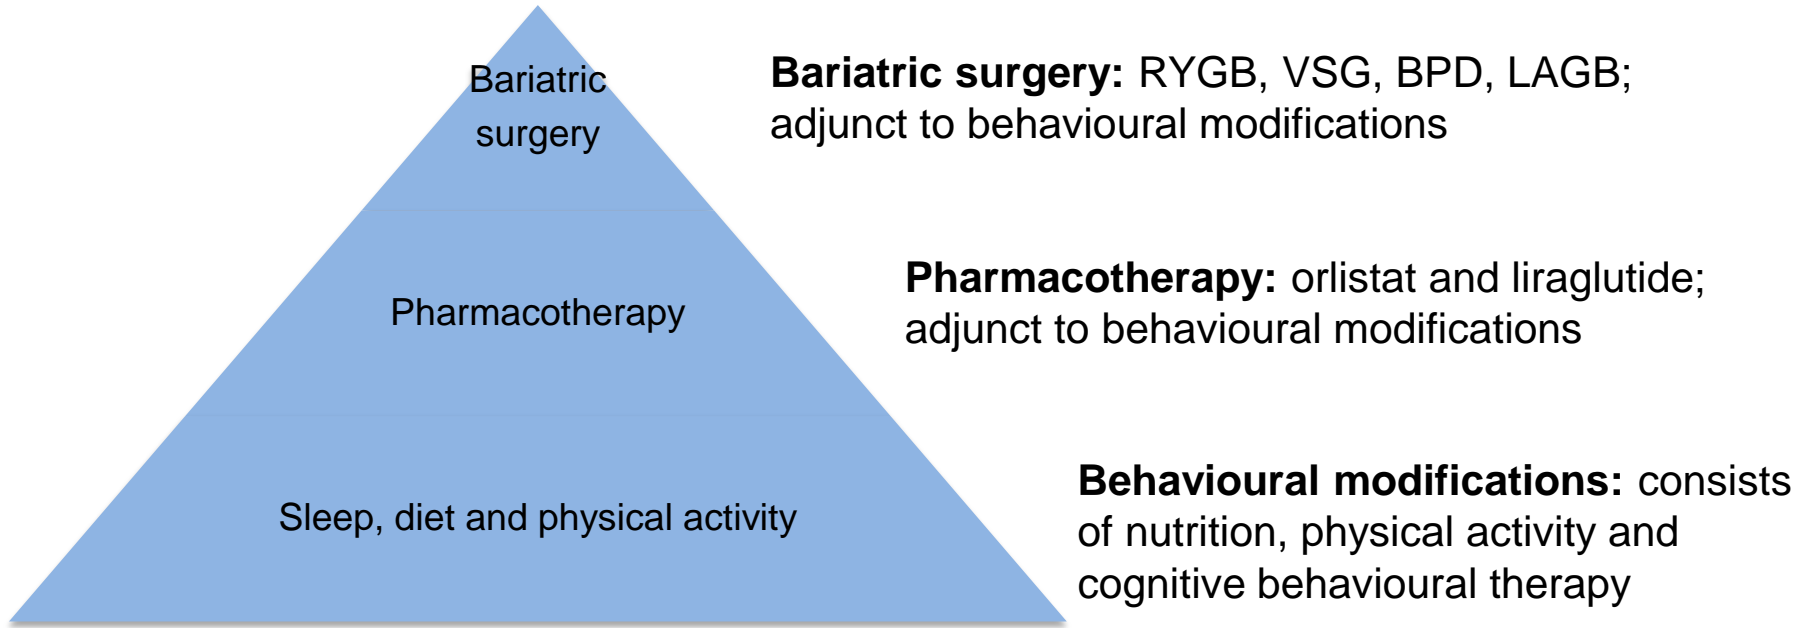 Bariatric
surgery
Bariatric surgery: RYGB, VSG, BPD, LAGB;
adjunct to behavioural modifications
Pharmacotherapy
Pharmacotherapy: orlistat and liraglutide;
adjunct to behavioural modifications
Sleep, diet and physical activity
Behavioural modifications: consists
of nutrition, physical activity and
cognitive behavioural therapy